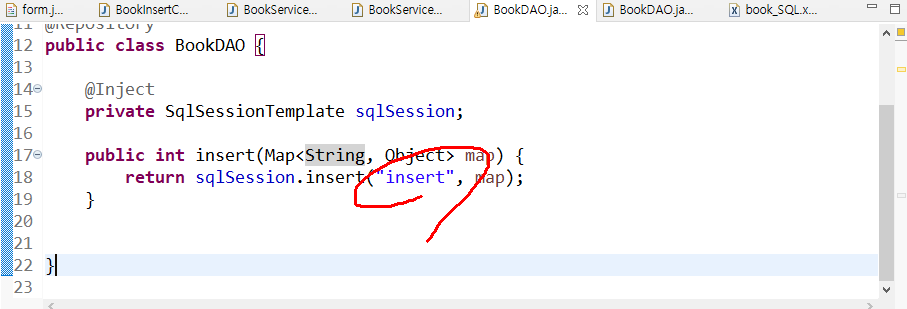 form.j... BookInsertC... BookService... BookService... BookDAO.ja... BookDAO.ja... book_SQL.x...
11 @Repository
12 public class BookDAO {
13
14 @Inject
15 private SqlSessionTemplate sqlSession;
16
17 public int insert(Map<String, Object> map) {
18 return sqlSession.insert("insert", map);
19 }
20
21
22 }
23